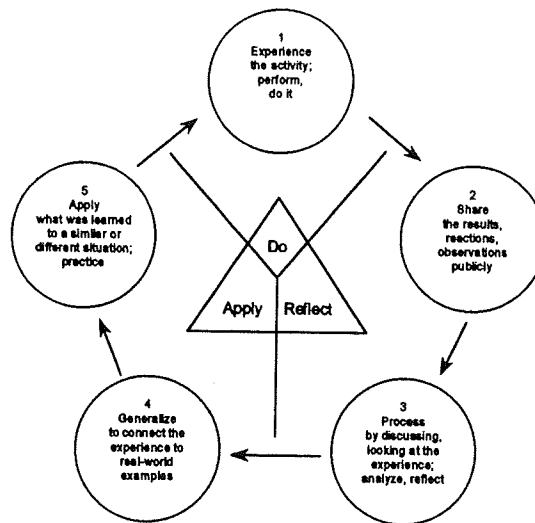 1
Experience
the activity;
perform,
do it
2
Share
the results,
reactions,
observations
publicly
3
Process
by discussing,
looking at the
experience;
analyze, reflect
4
Generalize
to connect the
experience to
real-world
examples
5
Apply
what was learned
to a similar or
different situation;
practice
Do
Apply Reflect